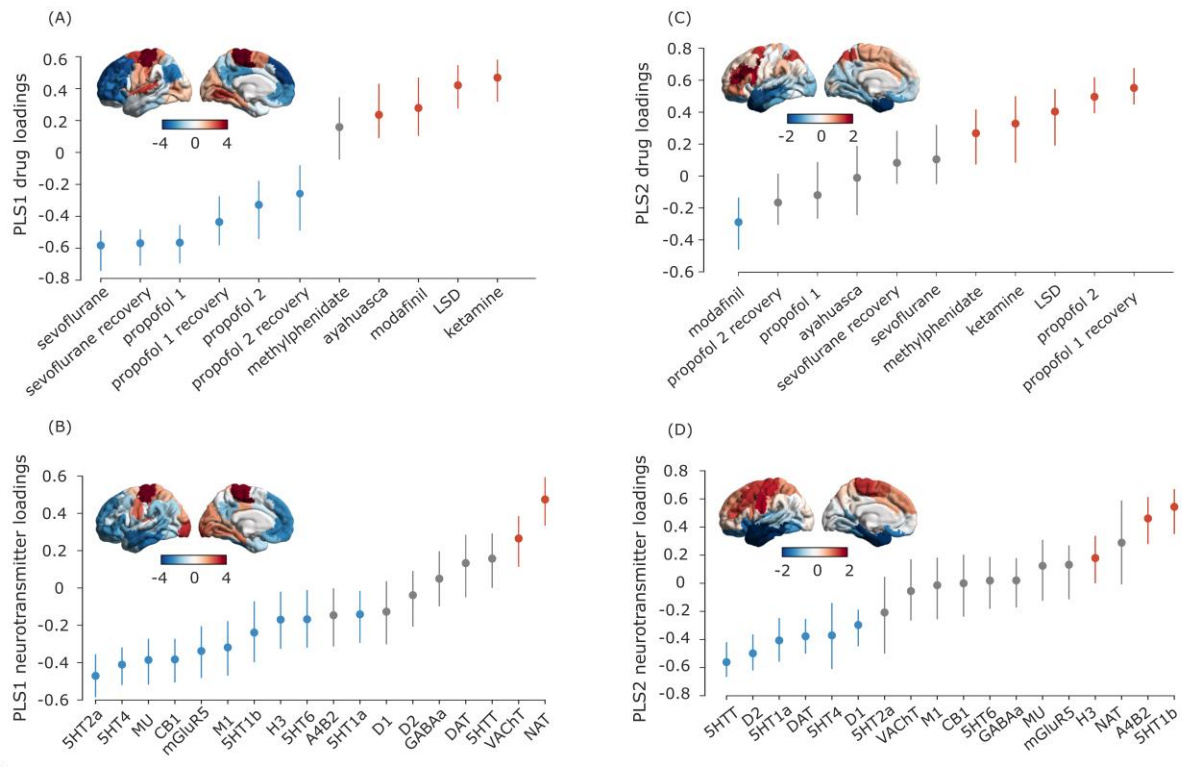 (A)
PLS1 drug loadings
0.6
0.4
0.2
0
-0.2
-0.4
-0.6
-0.8
-4 0 4
sevoflurane
sevoflurane recovery
propofol 1
propofol 1 recovery
propofol 2
propofol 2 recovery
methylphenidate
ayahuasca
modafinil
LSD
ketamine
(C)
PLS2 drug loadings
0.8
0.6
0.4
0.2
0
-0.2
-0.4
-0.6
-2 0 2
modafinil
propofol 2 recovery
propofol 1
ayahuasca
sevoflurane recovery
sevoflurane
methylphenidate
ketamine
LSD
propofol 2
propofol 1 recovery
(B)
PLS1 neurotransmitter loadings
0.6
0.4
0.2
0
-0.2
-0.4
-0.6
-4 0 4
5HT2a
5HT4
MU
CB1
mGluR5
M1
5HT1b
H3
5HT6
A4B2
5HT1a
D1
D2
GABAa
DAT
5HTT
VAChT
NAT
(D)
PLS2 neurotransmitter loadings
0.8
0.6
0.4
0.2
0
-0.2
-0.4
-0.6
-0.8
-2 0 2
5HTT
D2
5HT1a
DAT
5HT4
D1
5HT2a
VAChT
M1
CB1
5HT6
GABAa
MU
mGluR5
H3
NAT
A4B2
5HT1b